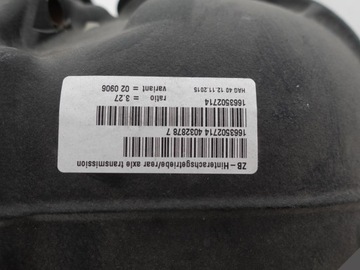 ZB-Hinterachsgetriebe/rear axle transmission
1663502714 4032878 7
1663502714
ratio = 3.27
variant = 02 0906
HAG 40 12.11.2015